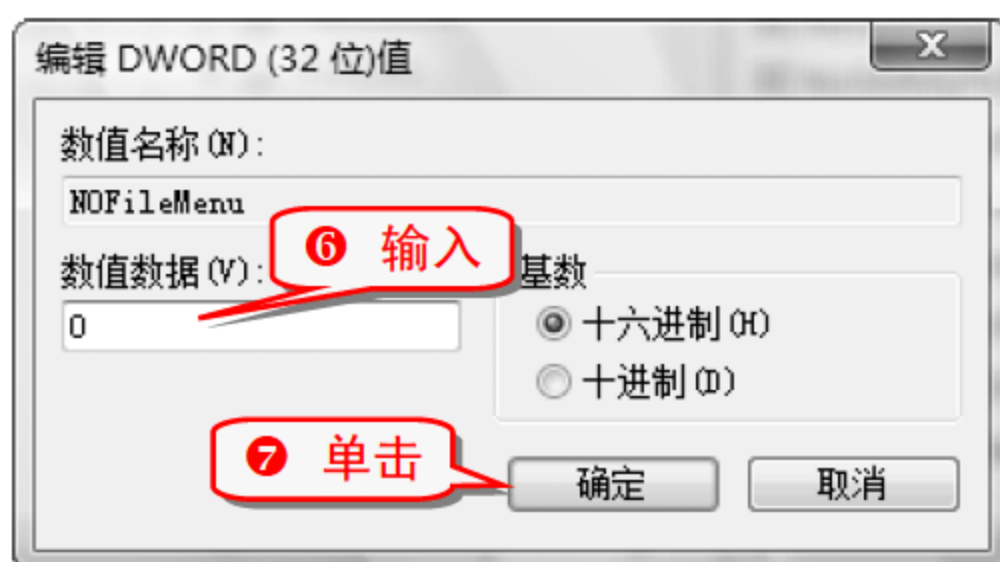 编辑 DWORD (32 位)值
数值名称(N):
NOFileMenu
❻ 输入
数值数据(V):
基数
0
十六进制(H)
十进制(D)
❼ 单击
确定
取消